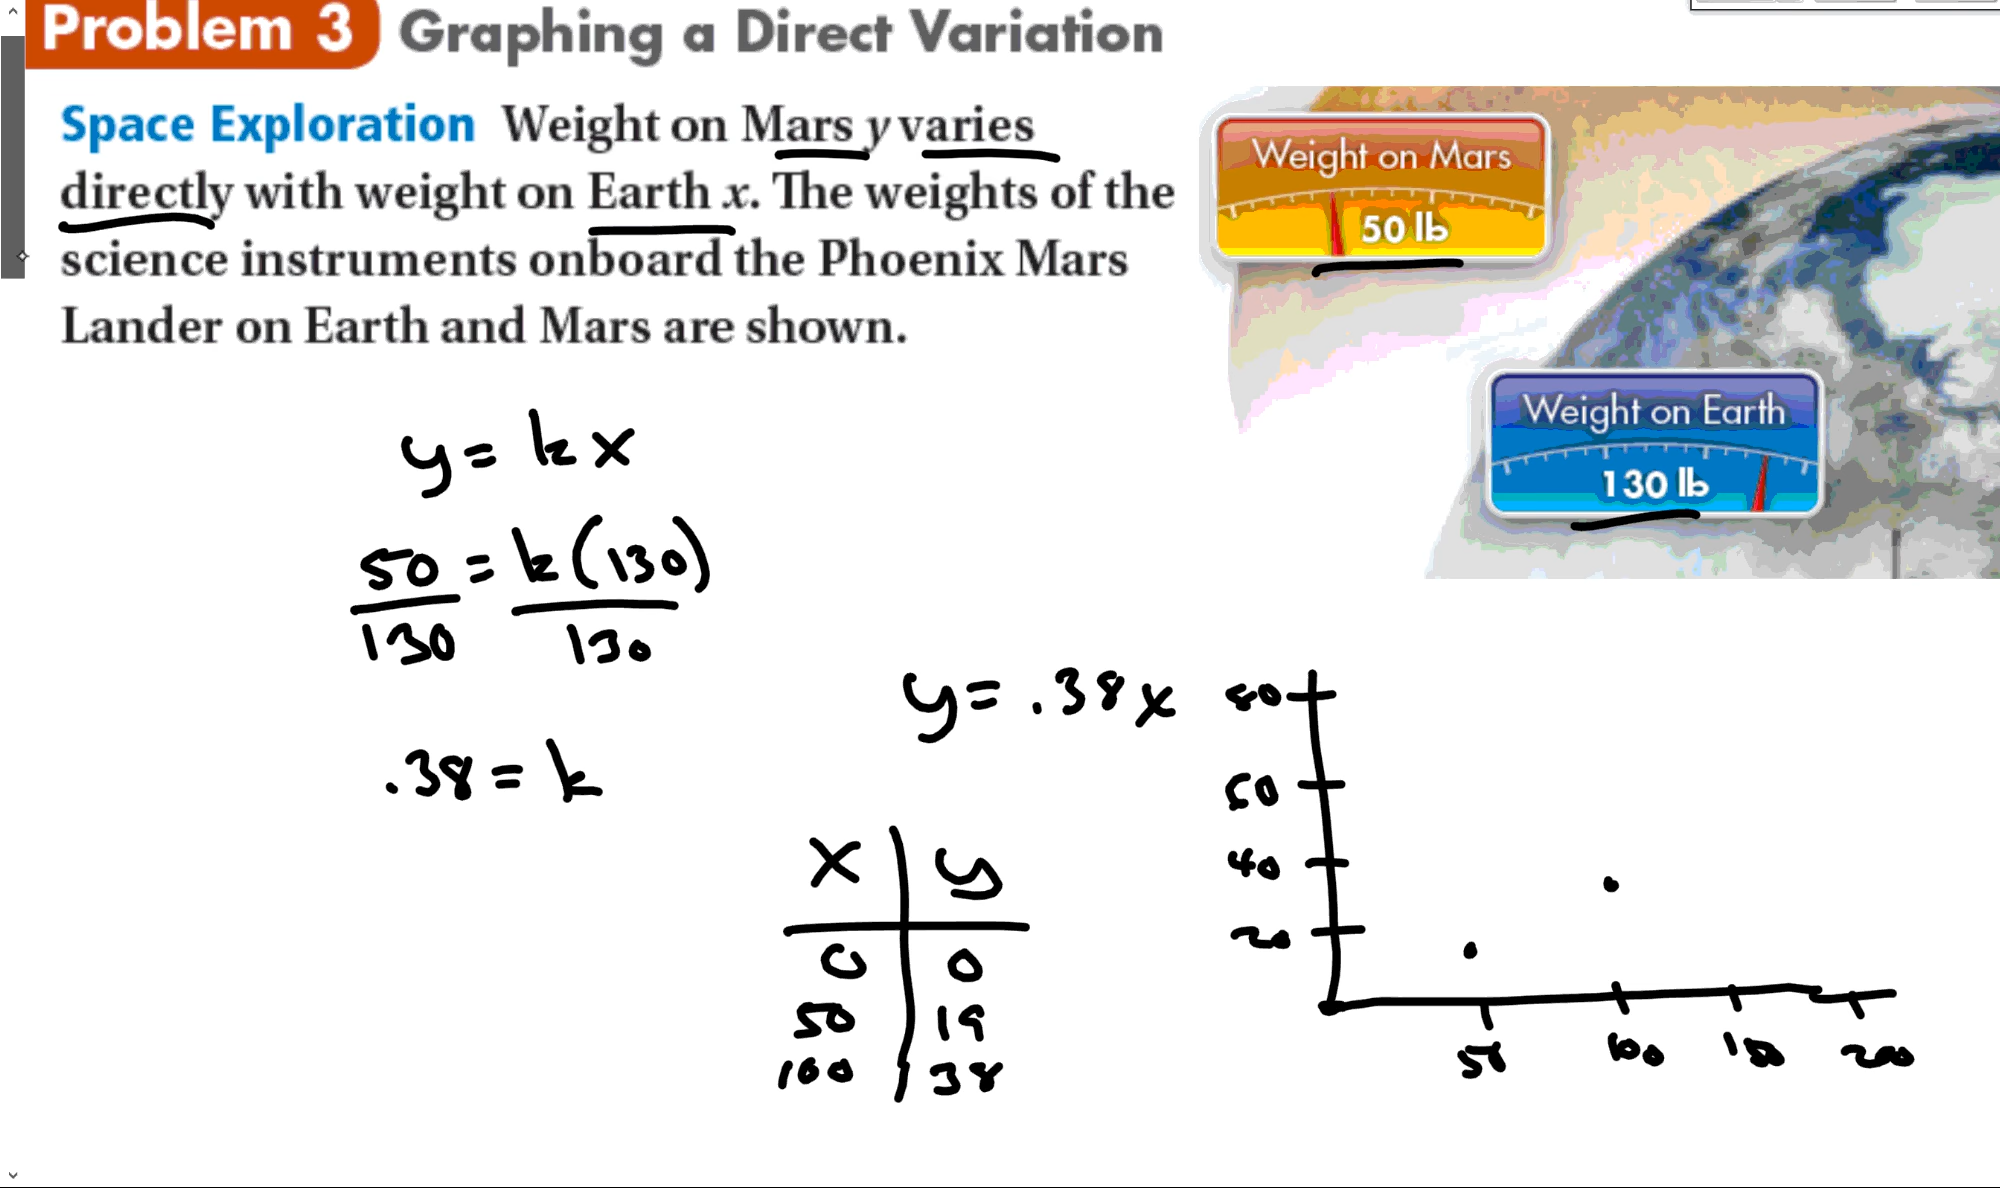 Problem 3 Graphing a Direct Variation
Space Exploration Weight on Mars y varies
directly with weight on Earth x. The weights of the
science instruments onboard the Phoenix Mars
Lander on Earth and Mars are shown.
Weight on Mars
50 lb
Weight on Earth
130 lb
y = kx
50 = k(130)
130 130
.38 = k
y = .38x
x y
0 0
50 19
100 38
80
50
40
20
50 100 150 200